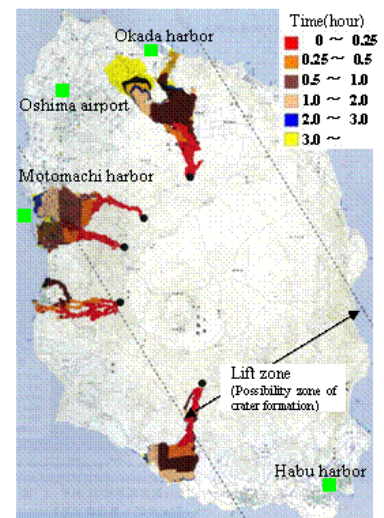 Okada harbor
Time(hour)
0 ～ 0.25
0.25 ～ 0.5
0.5 ～ 1.0
1.0 ～ 2.0
2.0 ～ 3.0
3.0 ～
Oshima airport
Motomachi harbor
Lift zone
(Possibility zone of
crater formation.)
Habu harbor